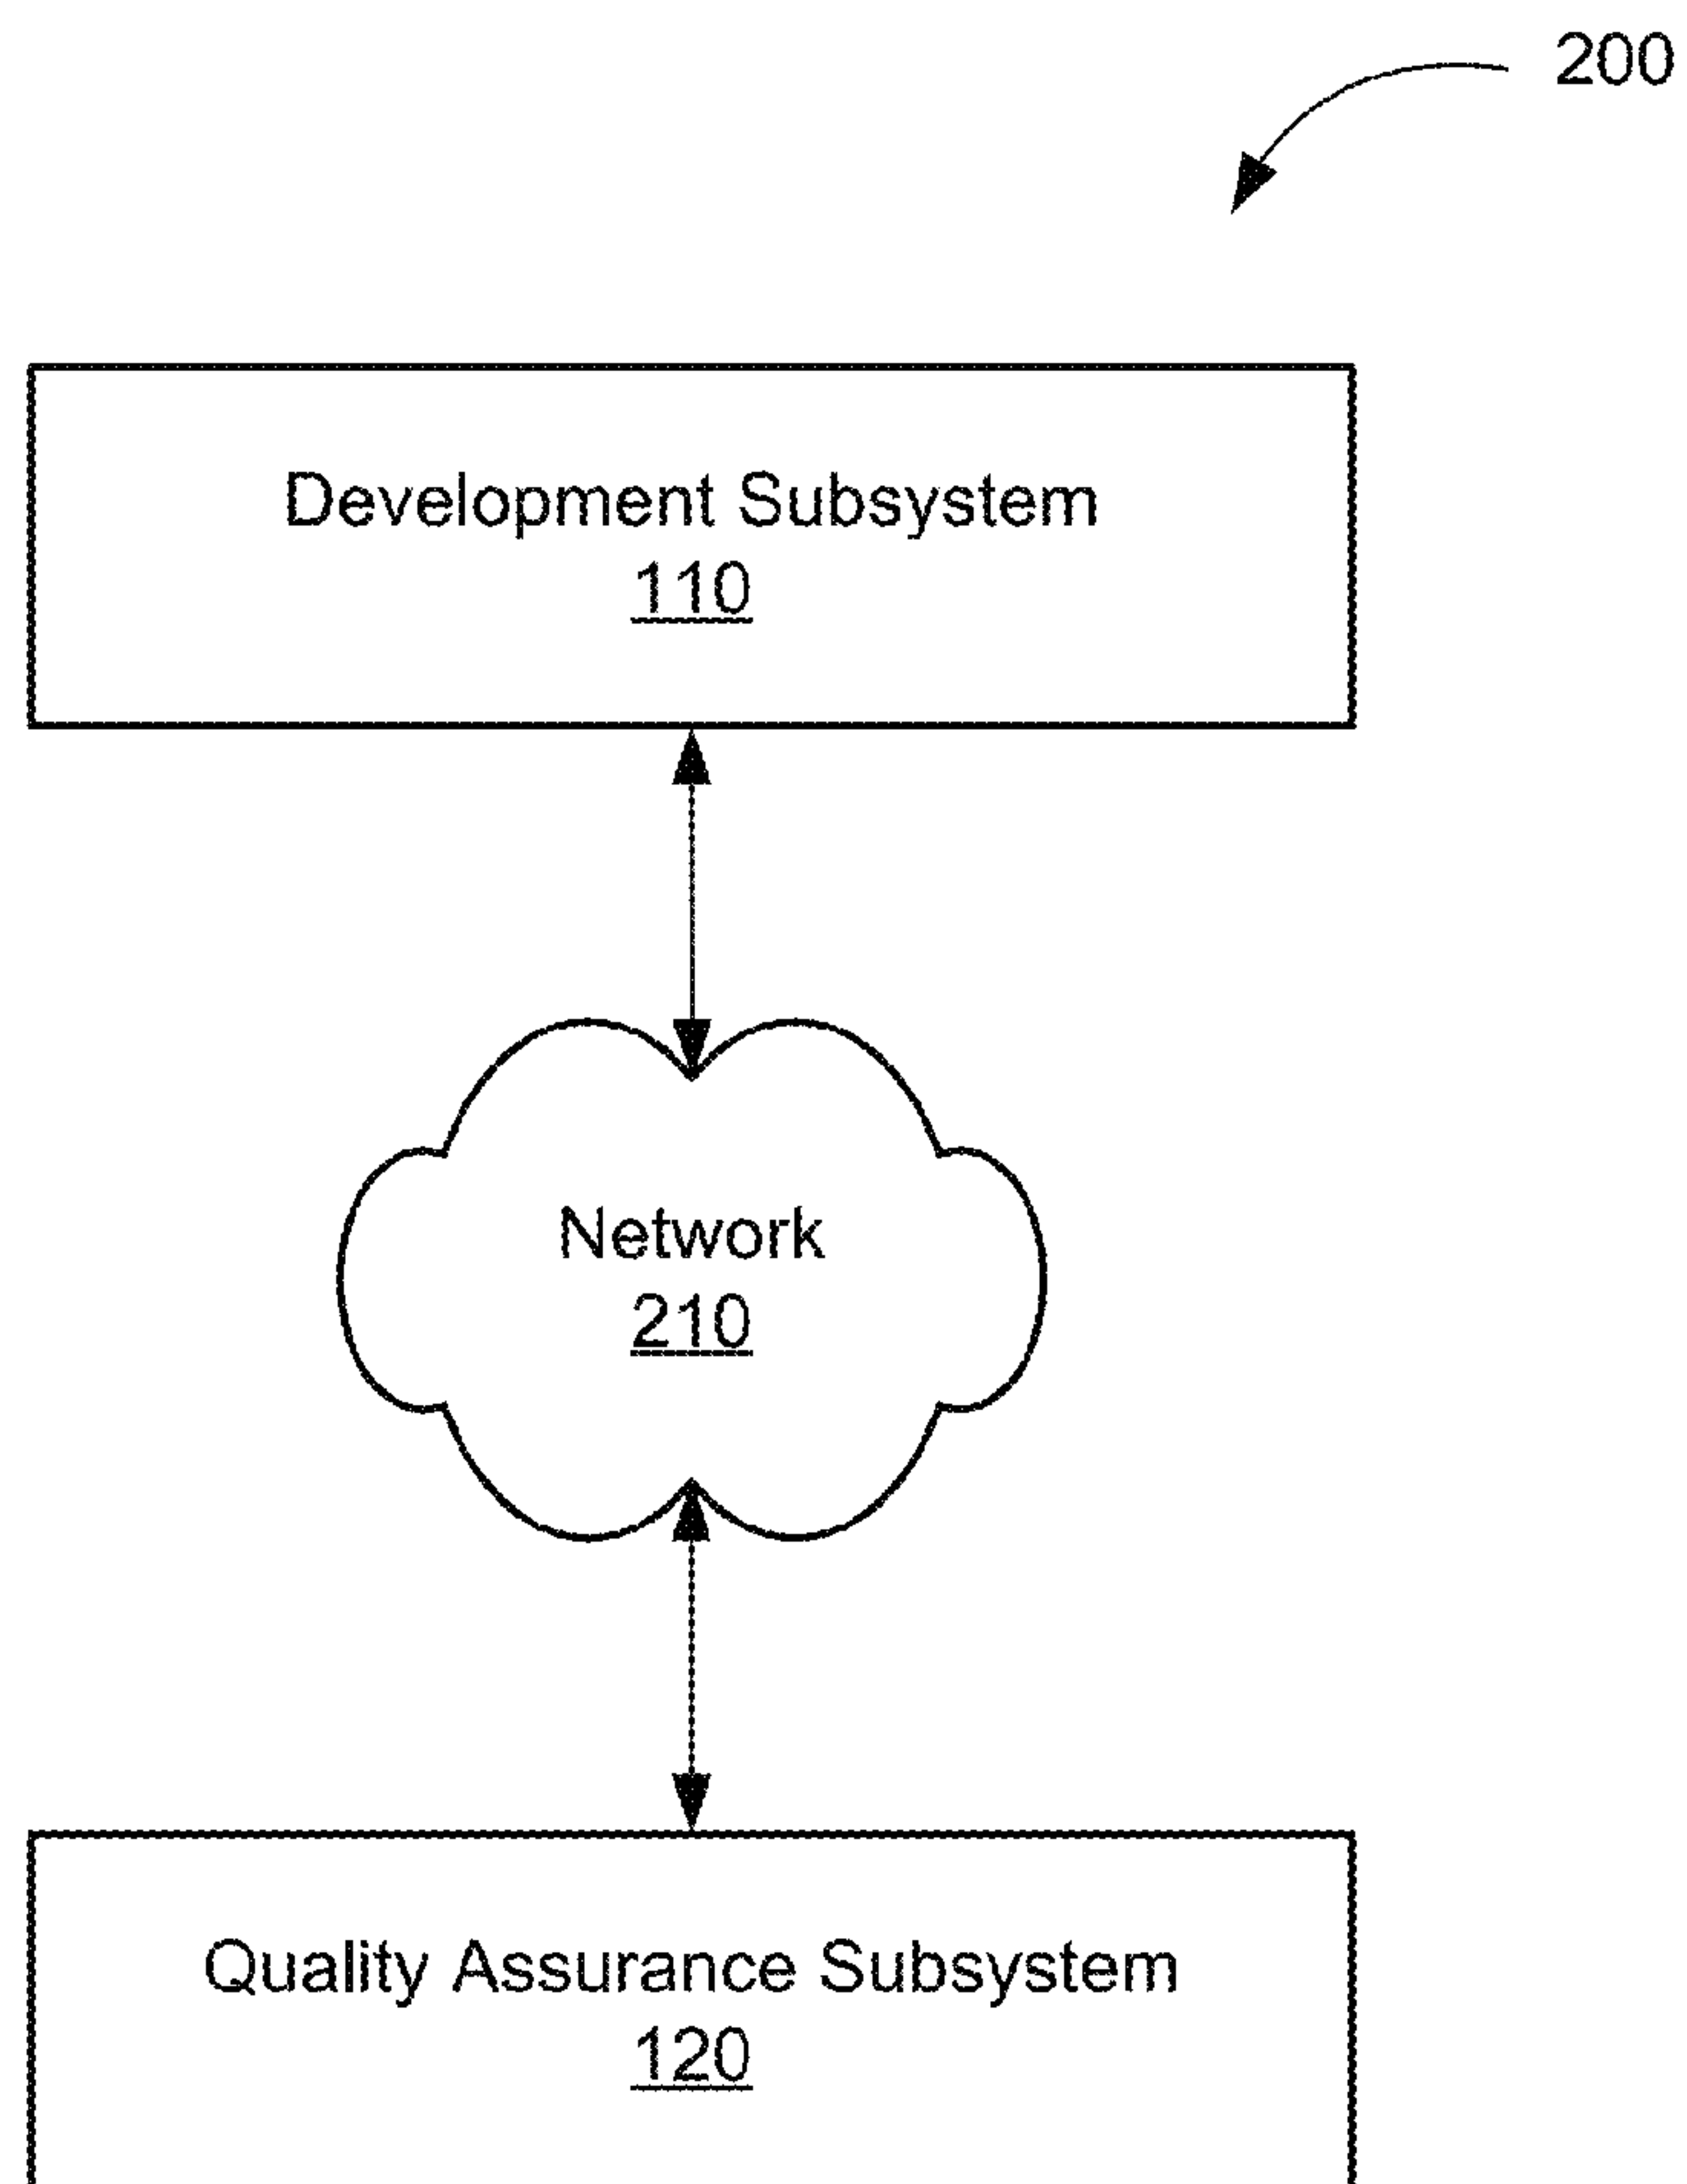 200
Development Subsystem
110
Network
210
Quality Assurance Subsystem
120